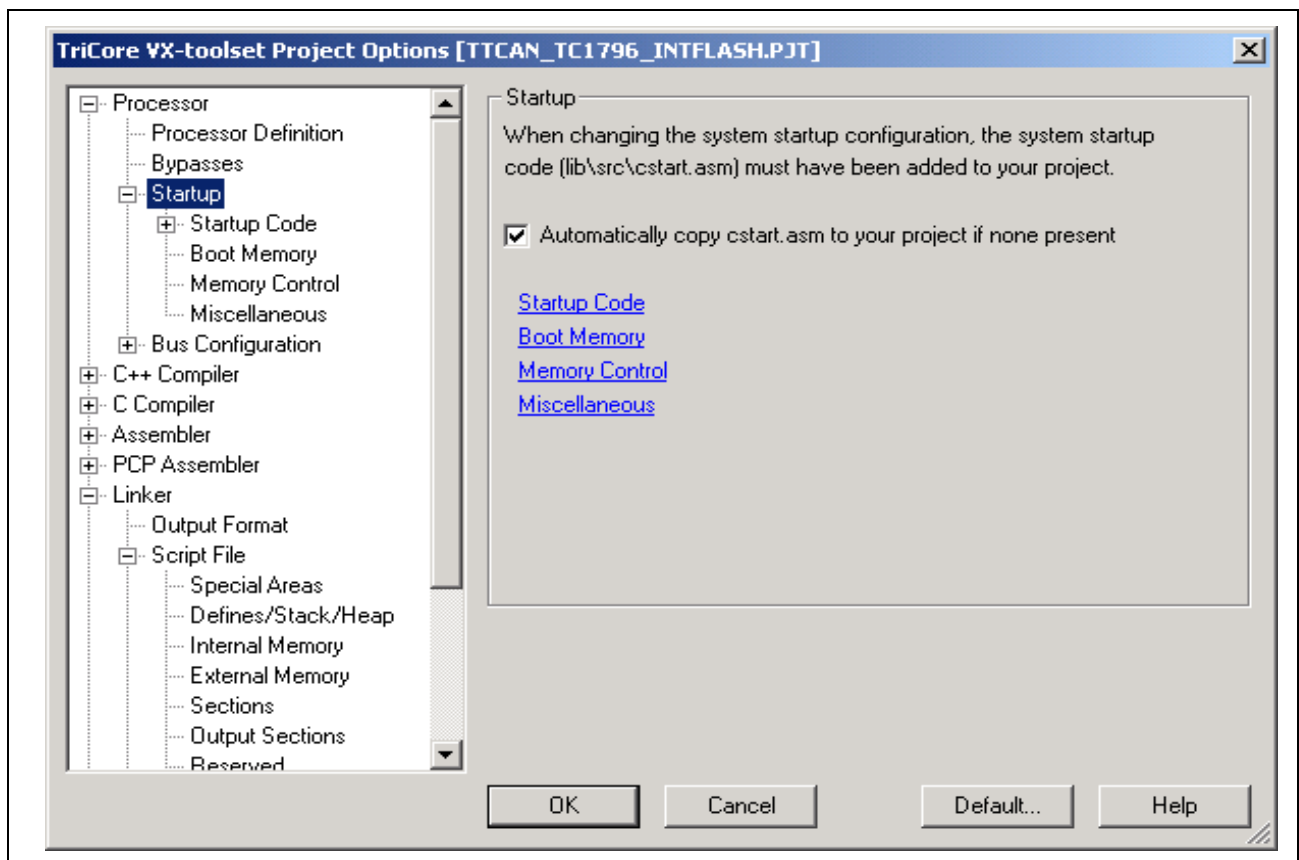 TriCore VX-toolset Project Options [TTCAN_TC1796_INTFLASH.PJT]
Processor
Processor Definition
Bypasses
Startup
Startup Code
Boot Memory
Memory Control
Miscellaneous
Bus Configuration
C++ Compiler
C Compiler
Assembler
PCP Assembler
Linker
Output Format
Script File
Special Areas
Defines/Stack/Heap
Internal Memory
External Memory
Sections
Output Sections
Reserved
Startup
When changing the system startup configuration, the system startup
code (lib\src\cstart.asm) must have been added to your project.
Automatically copy cstart.asm to your project if none present
Startup Code
Boot Memory
Memory Control
Miscellaneous
OK
Cancel
Default...
Help